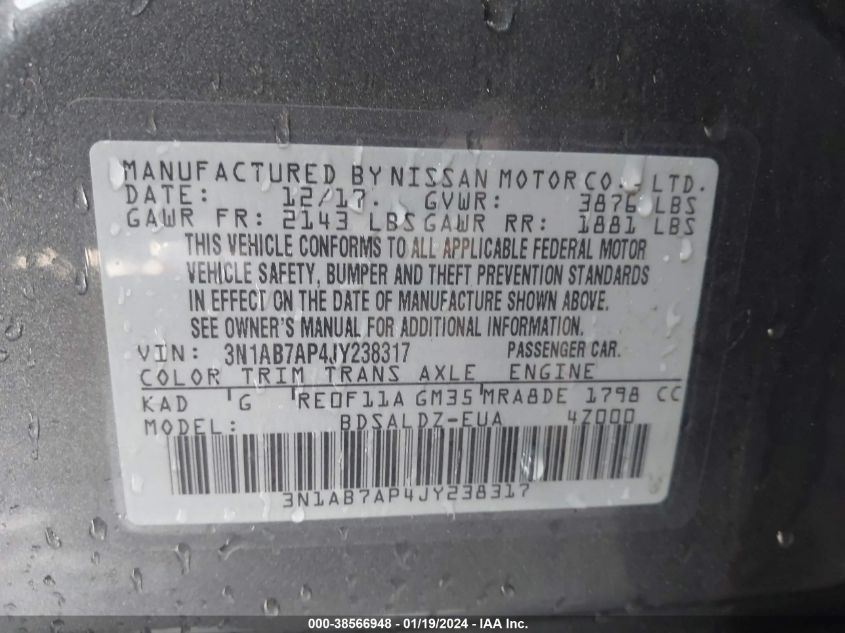 MANUFACTURED BY NISSAN MOTOR CO., LTD.
DATE: 12/17. GVWR: 3876 LBS
GAWR FR: 2143 LBS GAWR RR: 1881 LBS
THIS VEHICLE CONFORMS TO ALL APPLICABLE FEDERAL MOTOR
VEHICLE SAFETY, BUMPER AND THEFT PREVENTION STANDARDS
IN EFFECT ON THE DATE OF MANUFACTURE SHOWN ABOVE.
SEE OWNER'S MANUAL FOR ADDITIONAL INFORMATION.
VIN: 3N1AB7AP4JY238317 PASSENGER CAR.
COLOR TRIM TRANS AXLE ENGINE
KAD G RE0F11A GM35 MRA8DE 1798 CC
MODEL: BDSALDZ-EUA 4Z000
3N1AB7AP4JY238317
000-38566948 - 01/19/2024 - IAA Inc.